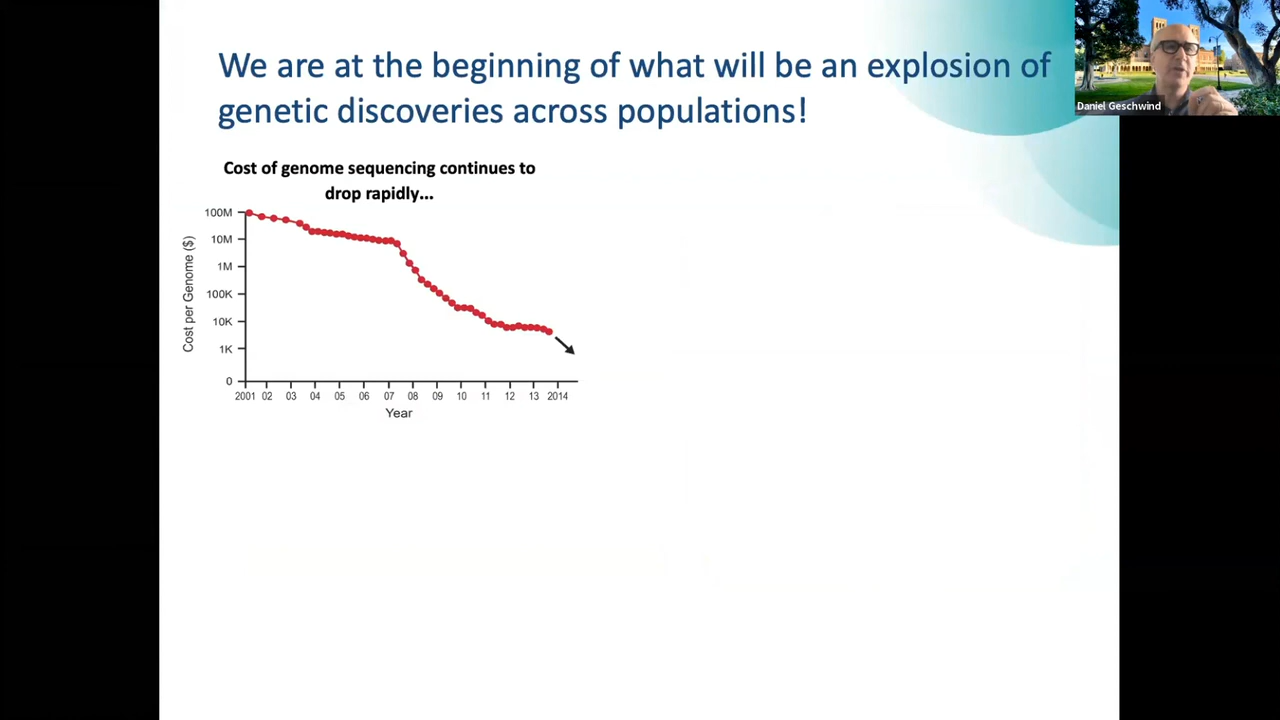 We are at the beginning of what will be an explosion of
genetic discoveries across populations!
Daniel Geschwind
Cost of genome sequencing continues to
drop rapidly...
100M
10M
1M
100K
10K
1K
0
Cost per Genome ($)
2001 02 03 04 05 06 07 08 09 10 11 12 13 2014
Year